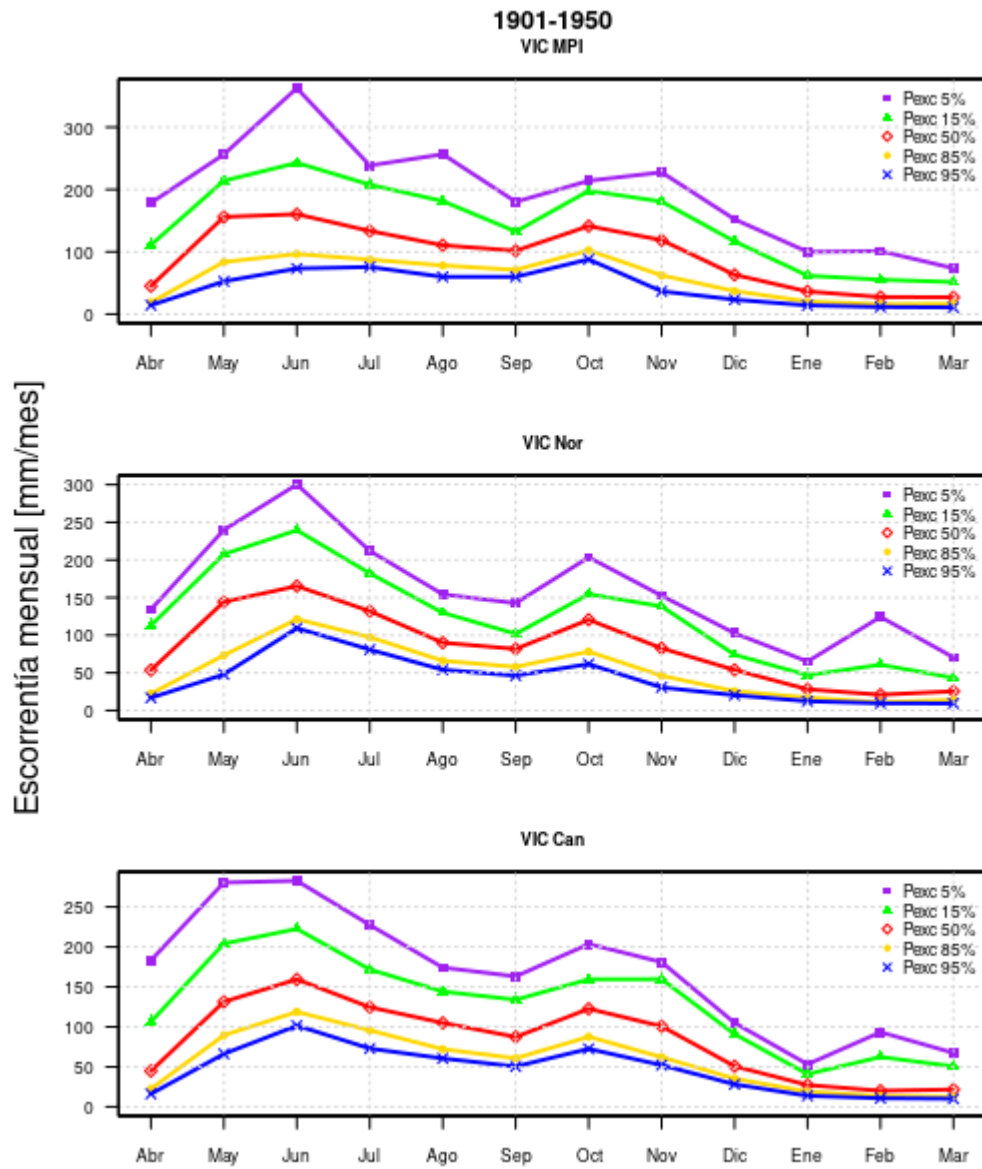 1901-1950
VIC MPI
Escorrentía mensual [mm/mes]
300
200
100
0
Pexc 5%
Pexc 15%
Pexc 50%
Pexc 85%
Pexc 95%
Abr May Jun Jul Ago Sep Oct Nov Dic Ene Feb Mar
VIC Nor
300
250
200
150
100
50
0
Pexc 5%
Pexc 15%
Pexc 50%
Pexc 85%
Pexc 95%
Abr May Jun Jul Ago Sep Oct Nov Dic Ene Feb Mar
VIC Can
250
200
150
100
50
0
Pexc 5%
Pexc 15%
Pexc 50%
Pexc 85%
Pexc 95%
Abr May Jun Jul Ago Sep Oct Nov Dic Ene Feb Mar